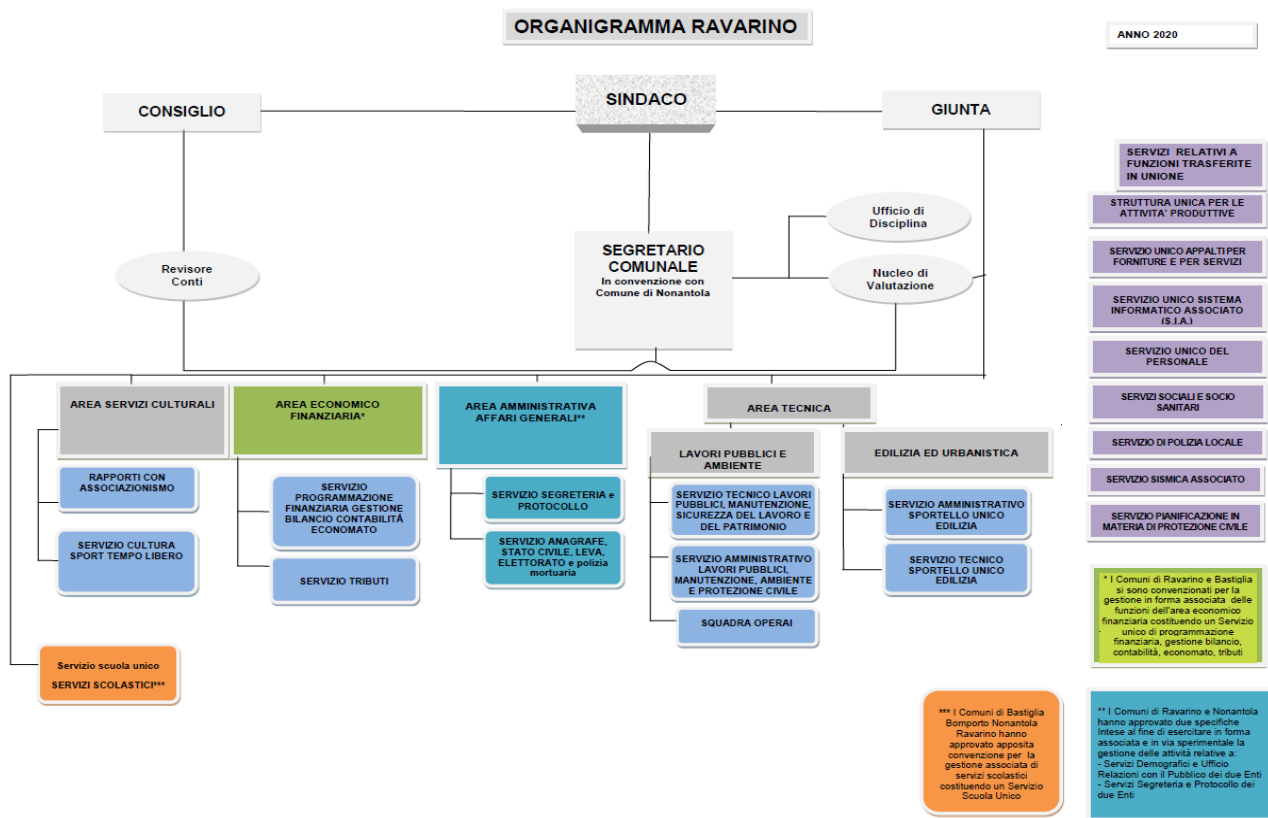 ORGANIGRAMMA RAVARINO
ANNO 2020
CONSIGLIO
SINDACO
GIUNTA
Revisore
Conti
SEGRETARIO
COMUNALE
In convenzione con
Comune di Nonantola
Ufficio di
Disciplina
Nucleo di
Valutazione
AREA SERVIZI CULTURALI
RAPPORTI CON
ASSOCIAZIONISMO
SERVIZIO CULTURA
SPORT TEMPO LIBERO
AREA ECONOMICO
FINANZIARIA*
SERVIZIO
PROGRAMMAZIONE
FINANZIARIA GESTIONE
BILANCIO CONTABILITÁ
ECONOMATO
SERVIZIO TRIBUTI
AREA AMMINISTRATIVA
AFFARI GENERALI**
SERVIZIO SEGRETERIA e
PROTOCOLLO
SERVIZIO ANAGRAFE,
STATO CIVILE, LEVA,
ELETTORATO e polizia
mortuaria
AREA TECNICA
LAVORI PUBBLICI E
AMBIENTE
SERVIZIO TECNICO LAVORI
PUBBLICI, MANUTENZIONE,
SICUREZZA DEL LAVORO E
DEL PATRIMONIO
SERVIZIO AMMINISTRATIVO
LAVORI PUBBLICI,
MANUTENZIONE, AMBIENTE
E PROTEZIONE CIVILE
SQUADRA OPERAI
EDILIZIA ED URBANISTICA
SERVIZIO AMMINISTRATIVO
SPORTELLO UNICO
EDILIZIA
SERVIZIO TECNICO
SPORTELLO UNICO
EDILIZIA
Servizio scuola unico
SERVIZI SCOLASTICI***
SERVIZI RELATIVI A
FUNZIONI TRASFERITE
IN UNIONE
STRUTTURA UNICA PER LE
ATTIVITA' PRODUTTIVE
SERVIZIO UNICO APPALTI PER
FORNITURE E PER SERVIZI
SERVIZIO UNICO SISTEMA
INFORMATICO ASSOCIATO
(S.I.A.)
SERVIZIO UNICO DEL
PERSONALE
SERVIZI SOCIALI E SOCIO
SANITARI
SERVIZIO DI POLIZIA LOCALE
SERVIZIO SISMICA ASSOCIATO
SERVIZIO PIANIFICAZIONE IN
MATERIA DI PROTEZIONE CIVILE
* I Comuni di Ravarino e Bastiglia
si sono convenzionati per la
gestione in forma associata delle
funzioni dell'area economico
finanziaria costituendo un Servizio
unico di programmazione
finanziaria, gestione bilancio,
contabilità, economato, tributi
*** I Comuni di Bastiglia
Bomporto Nonantola
Ravarino hanno
approvato apposita
convenzione per la
gestione associata di
servizi scolastici
costituendo un Servizio
Scuola Unico
** I Comuni di Ravarino e Nonantola
hanno approvato due specifiche
Intese al fine di esercitare in forma
associata e in via sperimentale la
gestione delle attività relative a:
- Servizi Demografici e Ufficio
Relazioni con il Pubblico dei due Enti
- Servizi Segreteria e Protocollo dei
due Enti